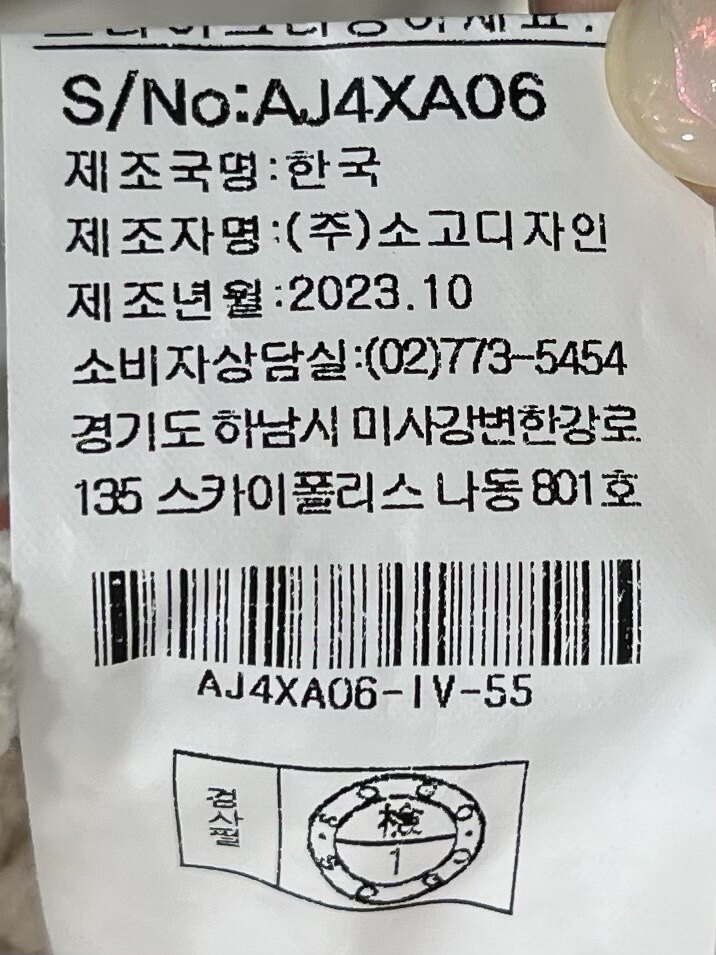 S/No:AJ4XA06
제조국명:한국
제조자명:(주)소고디자인
제조년월:2023.10
소비자상담실:(02)773-5454
경기도 하남시 미사강변한강로
135 스카이폴리스 나동 801호
AJ4XA06-IV-55
검사필
檢
1